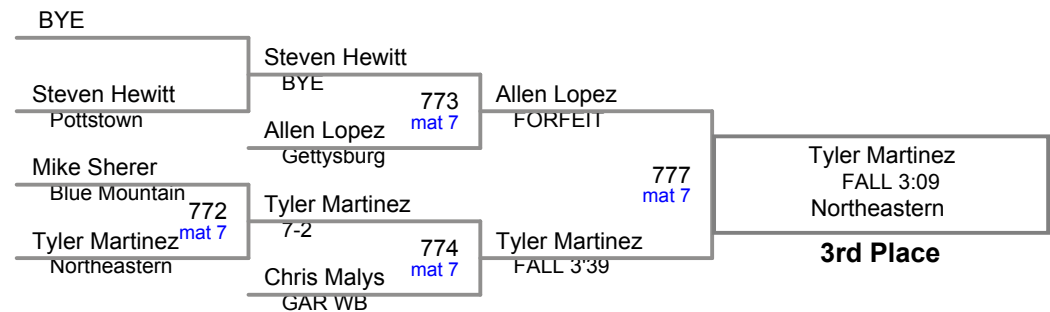 BYE
Steven Hewitt
BYE
Steven Hewitt
Pottstown
773
mat 7
Allen Lopez
FORFEIT
Allen Lopez
Gettysburg
Mike Sherer
Blue Mountain
777
mat 7
Tyler Martinez
FALL 3:09
Northeastern
772
mat 7
Tyler Martinez
7-2
Tyler Martinez
Northeastern
774
mat 7
Tyler Martinez
FALL 3'39
3rd Place
Chris Malys
GAR WB